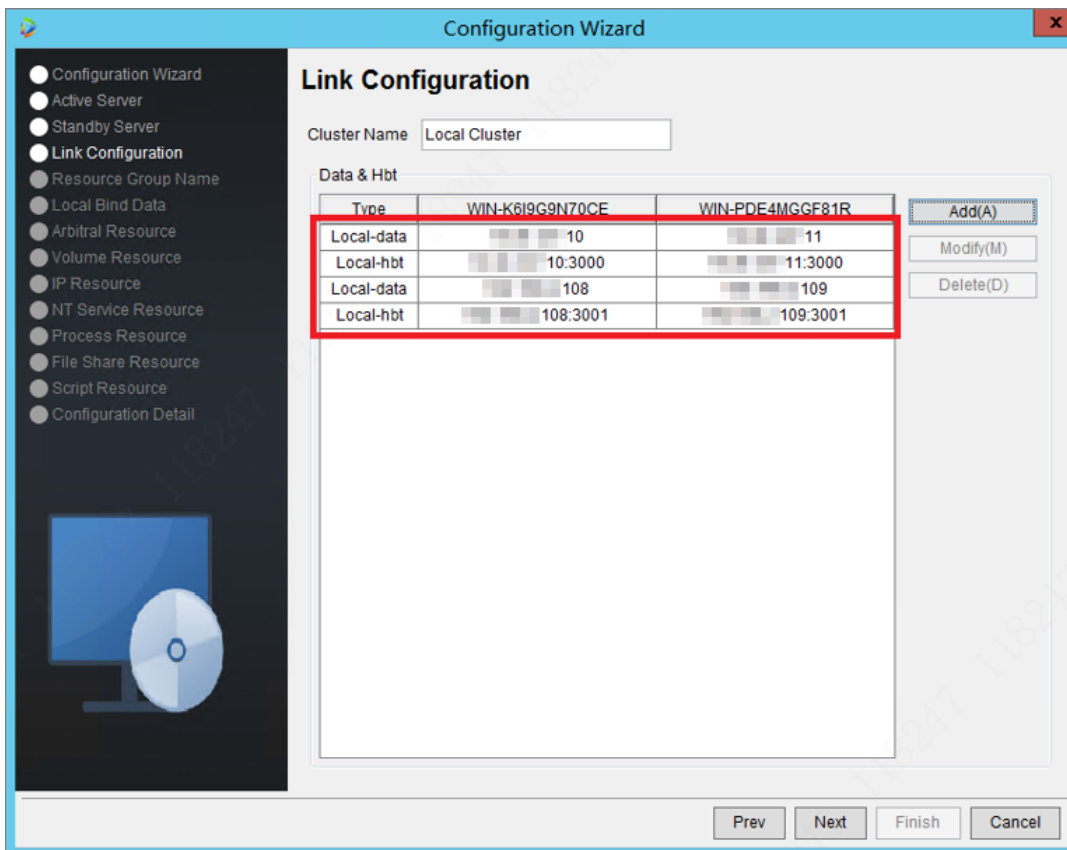 Configuration Wizard
x
Configuration Wizard
Active Server
Standby Server
Link Configuration
Resource Group Name
Local Bind Data
Arbitral Resource
Volume Resource
IP Resource
NT Service Resource
Process Resource
File Share Resource
Script Resource
Configuration Detail
Link Configuration
Cluster Name Local Cluster
Data & Hbt
Type WIN-K6I9G9N70CE WIN-PDE4MGGF81R
Local-data 10 11
Local-hbt 10:3000 11:3000
Local-data 108 109
Local-hbt 108:3001 109:3001
Add(A)
Modify(M)
Delete(D)
Prev Next Finish Cancel
118247 118247